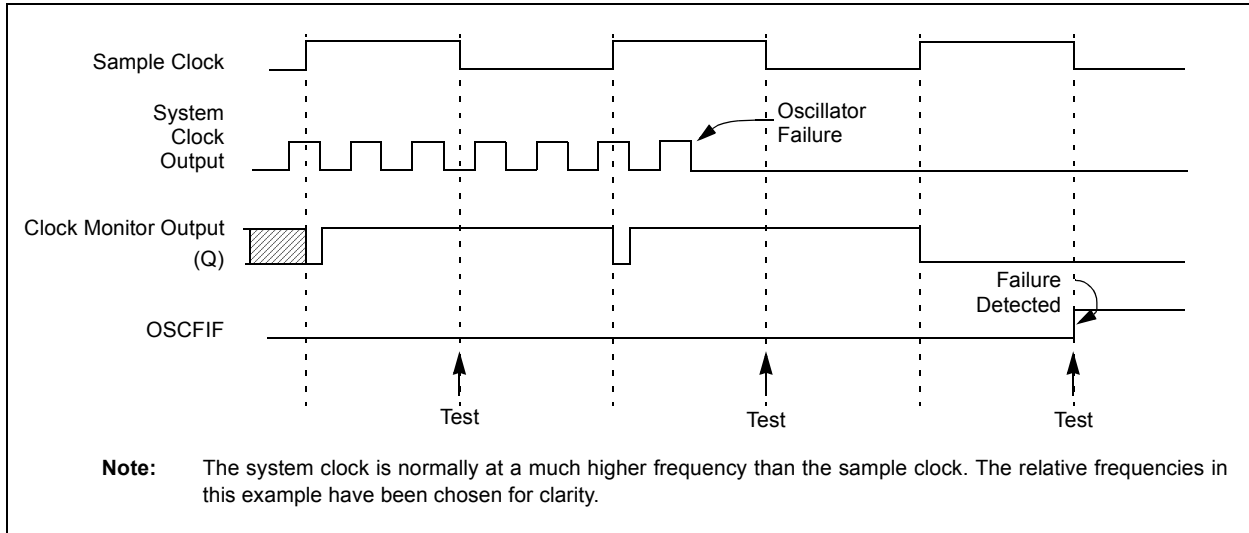 Sample Clock
System
Clock
Output
Oscillator
Failure
Clock Monitor Output
(Q)
Failure
Detected
OSCFIF
Test
Test
Test
Note: The system clock is normally at a much higher frequency than the sample clock. The relative frequencies in
this example have been chosen for clarity.